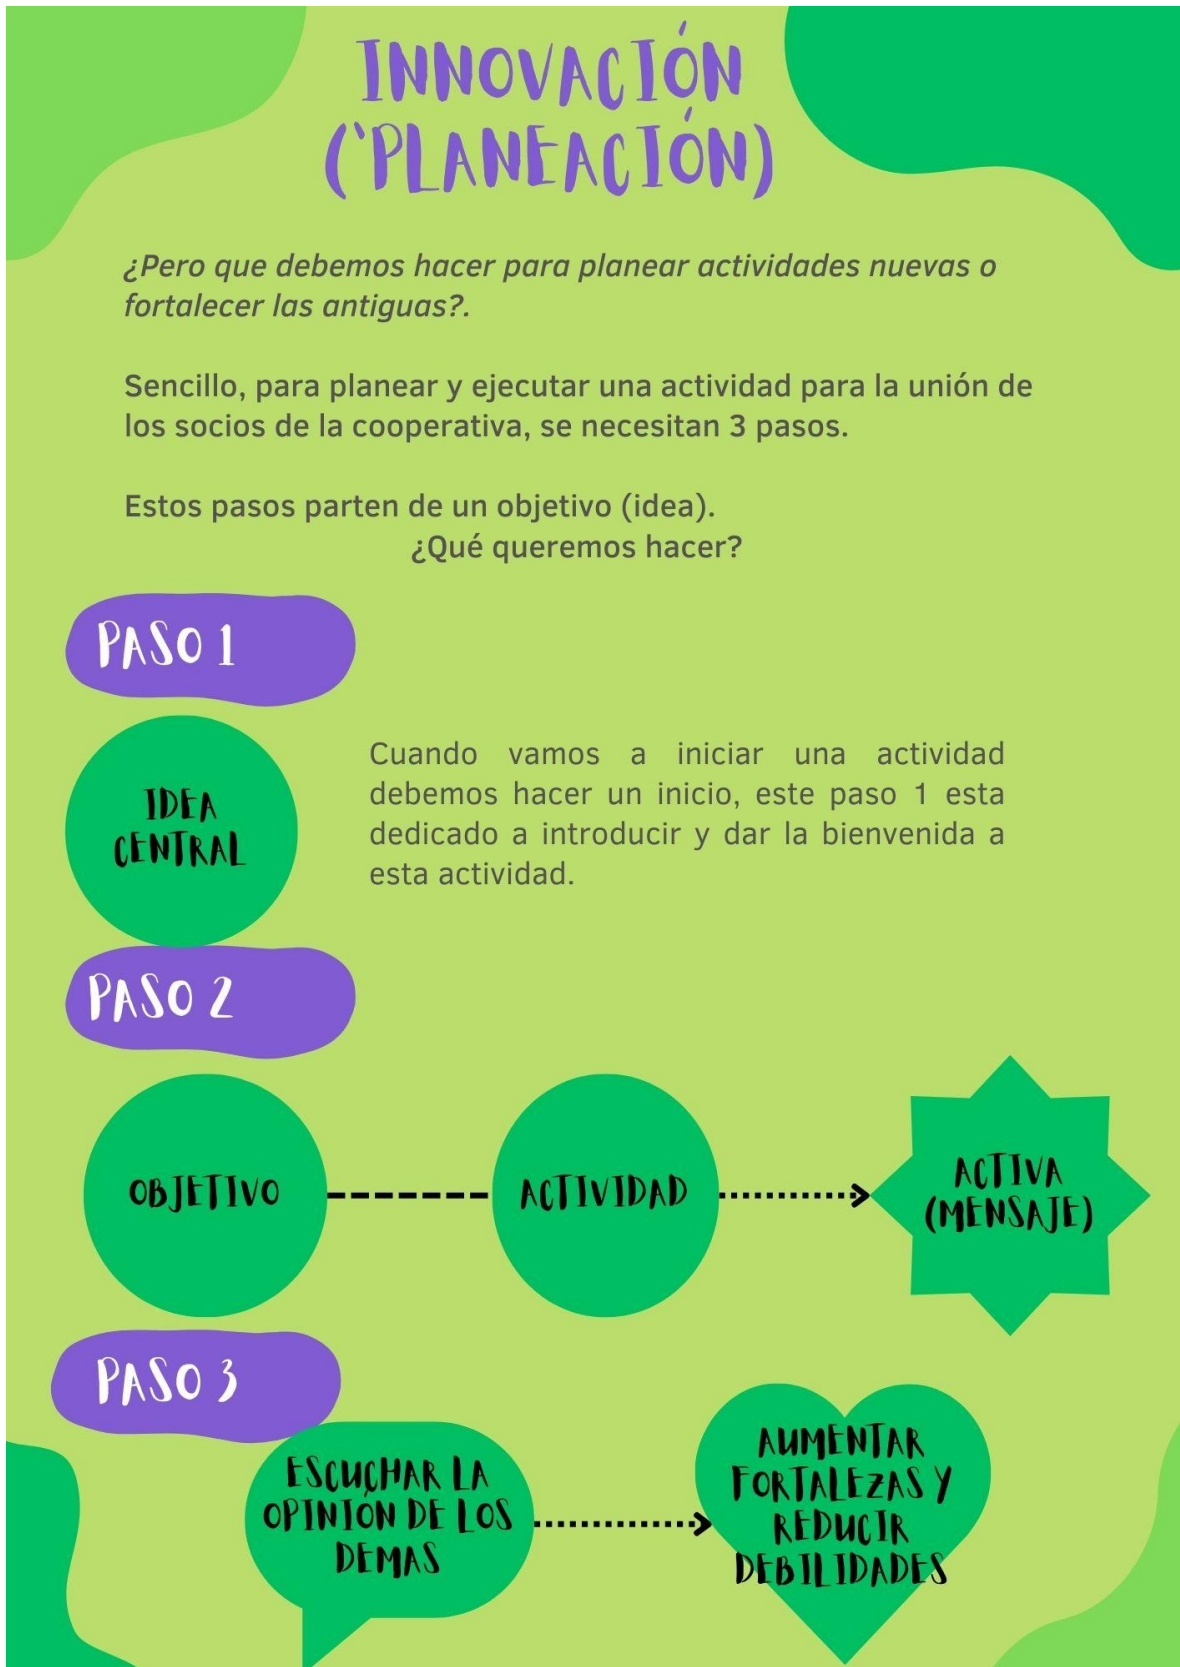 INNOVACIÓN
('PLANEACIÓN)
¿Pero que debemos hacer para planear actividades nuevas o
fortalecer las antiguas?.
Sencillo, para planear y ejecutar una actividad para la unión de
los socios de la cooperativa, se necesitan 3 pasos.
Estos pasos parten de un objetivo (idea).
¿Qué queremos hacer?
PASO 1
IDEA
CENTRAL
Cuando vamos a iniciar una actividad
debemos hacer un inicio, este paso 1 esta
dedicado a introducir y dar la bienvenida a
esta actividad.
PASO 2
OBJETIVO
ACTIVIDAD
ACTIVA
(MENSAJE)
PASO 3
ESCUCHAR LA
OPINIÓN DE LOS
DEMAS
AUMENTAR
FORTALEZAS Y
REDUCIR
DEBILIDADES